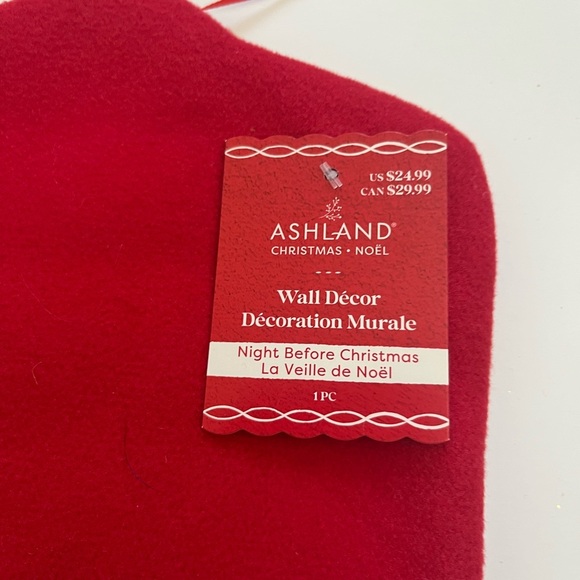 US $24.99
CAN $29.99
ASHLAND®
CHRISTMAS • NOËL
Wall Décor
Décoration Murale
Night Before Christmas
La Veille de Noël
1 PC